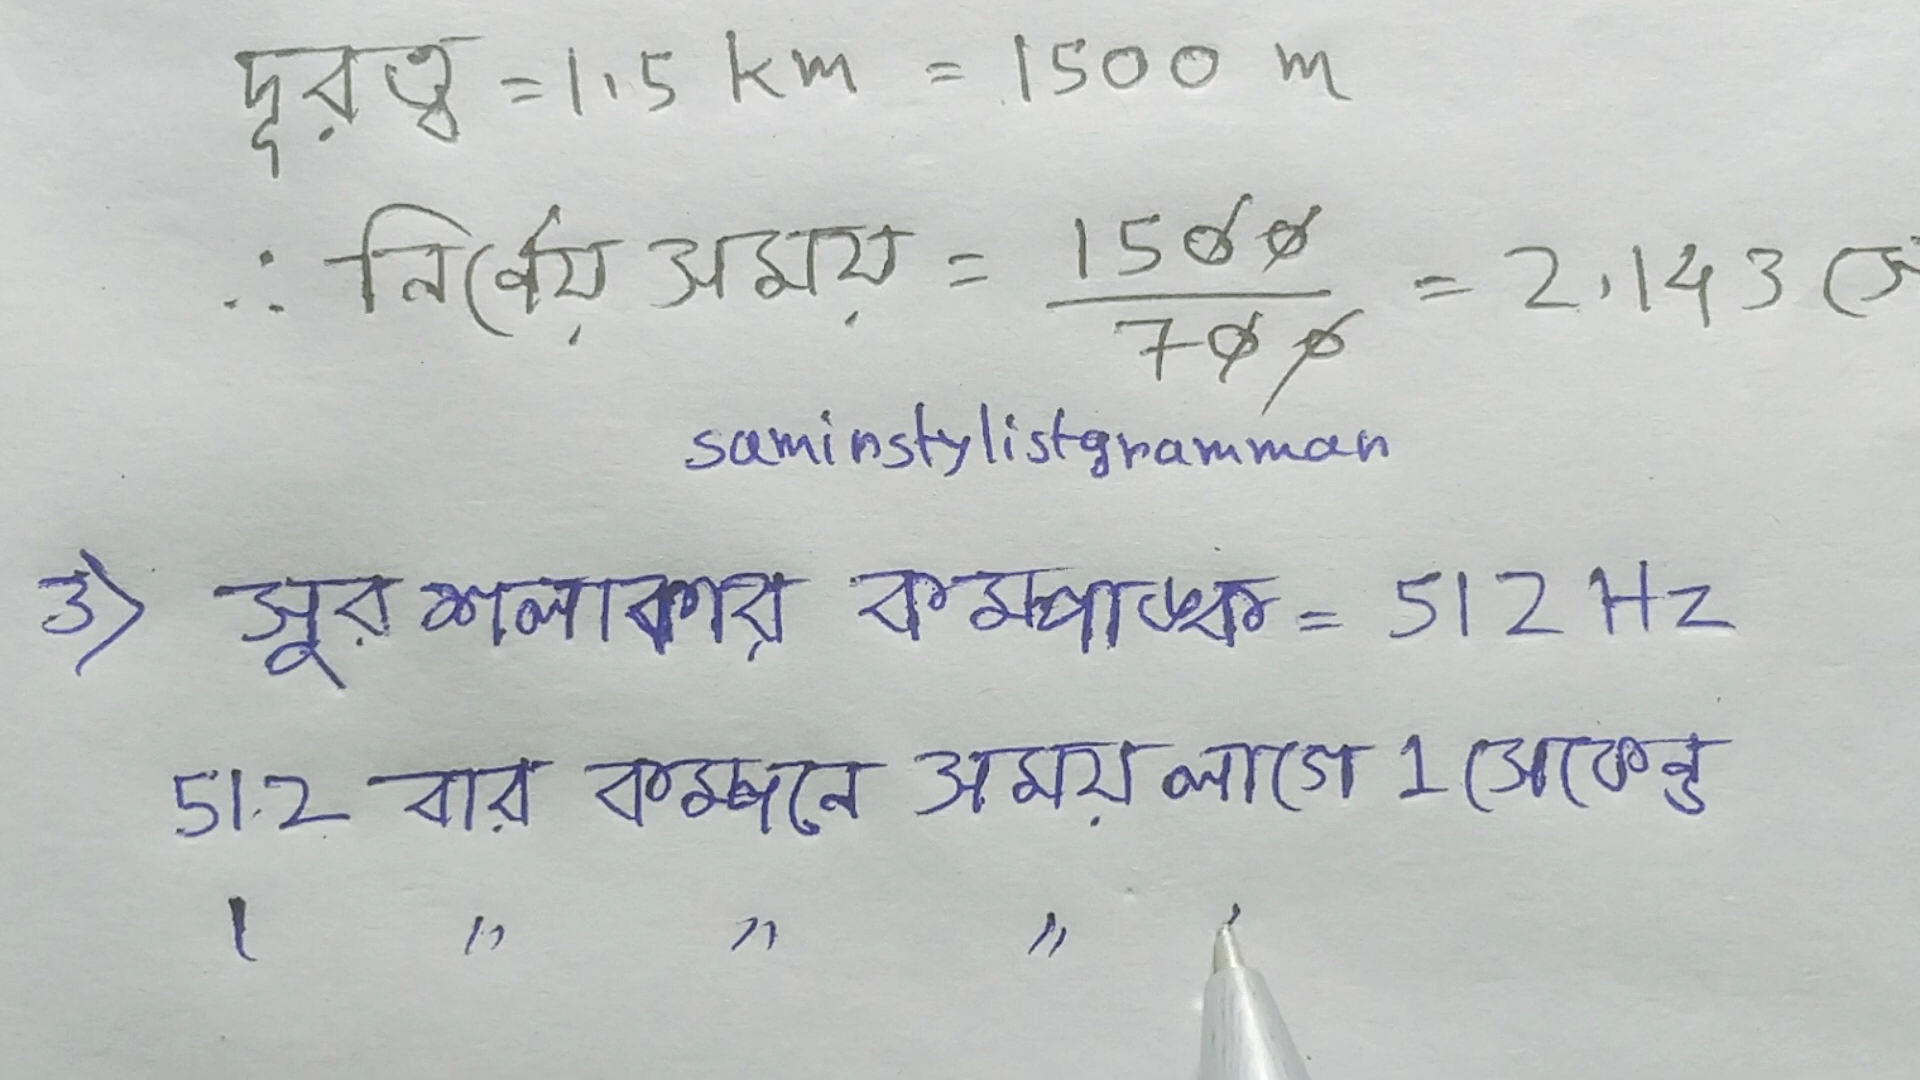 দূরত্ব = 1.5 km = 1500 m
∴ নির্ণেয় সময় = 1500/700 = 2.143 সে
saminstylistgramman
3) সুর শলাকার কম্পাঙ্ক = 512 Hz
512 বার কম্পনে সময় লাগে 1 সেকেন্ড
1 " " "